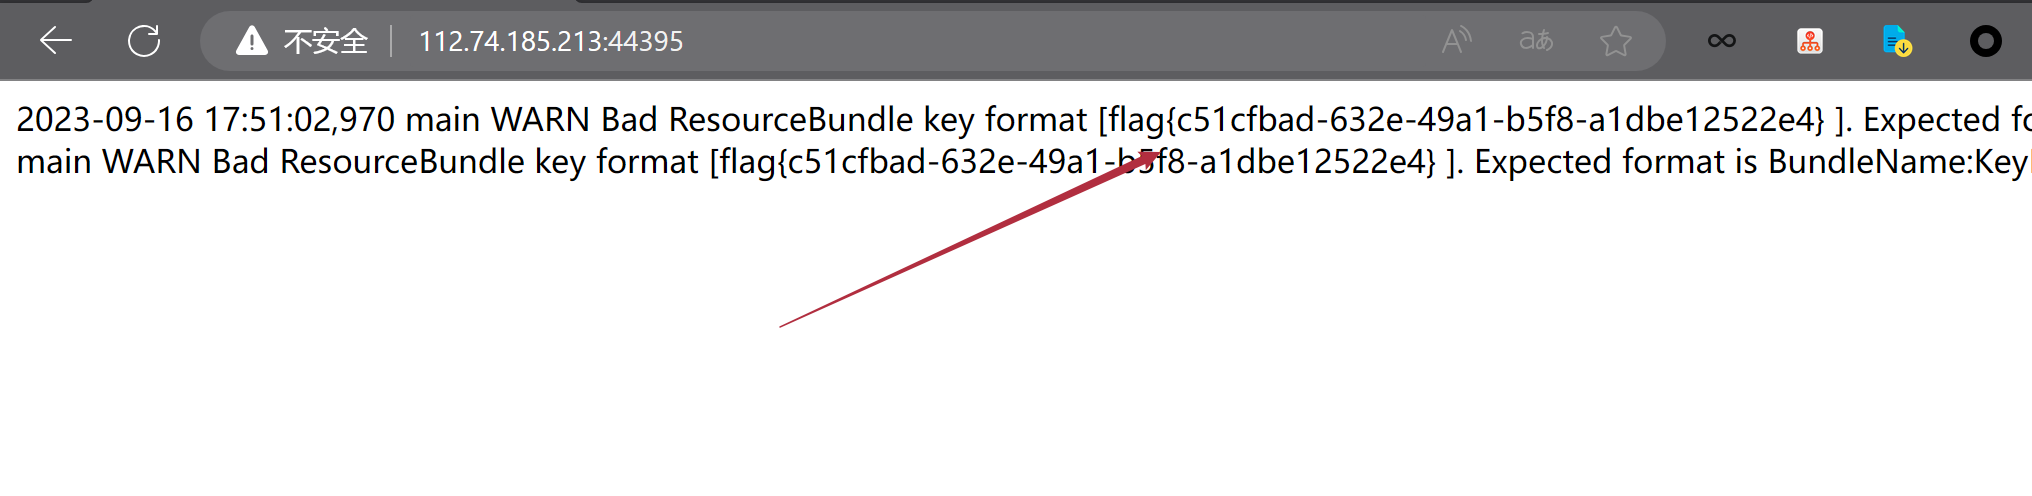 不安全 112.74.185.213:44395
2023-09-16 17:51:02,970 main WARN Bad ResourceBundle key format [flag{c51cfbad-632e-49a1-b5f8-a1dbe12522e4} ]. Expected fo
main WARN Bad ResourceBundle key format [flag{c51cfbad-632e-49a1-b5f8-a1dbe12522e4} ]. Expected format is BundleName:Key